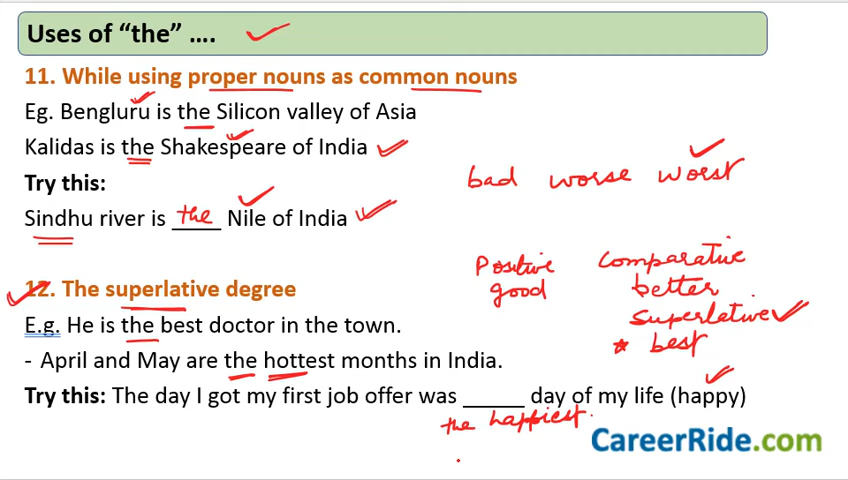 Uses of “the” ….
11. While using proper nouns as common nouns
Eg. Bengluru is the Silicon valley of Asia
Kalidas is the Shakespeare of India
Try this:
bad worse worst
Sindhu river is the Nile of India
Positive Comparative
good better
12. The superlative degree
Superlative
E.g. He is the best doctor in the town.
* best
- April and May are the hottest months in India.
Try this: The day I got my first job offer was _____ day of my life (happy)
the happiest.
CareerRide.com